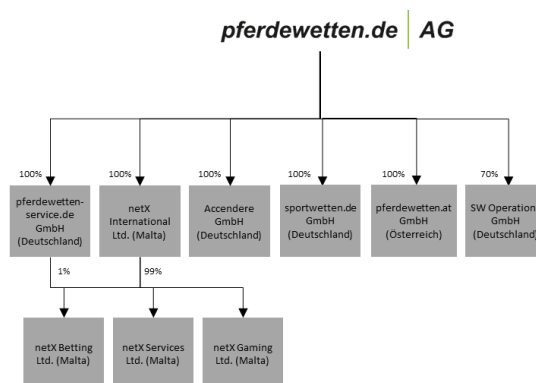 pferdewetten.de AG
100% 100% 100% 100% 100% 70%
pferdewetten-
service.de
GmbH
(Deutschland)
netX
International
Ltd. (Malta)
Accendere
GmbH
(Deutschland)
sportwetten.de
GmbH
(Deutschland)
pferdewetten.at
GmbH
(Österreich)
SW Operation
GmbH
(Deutschland)
1% 99%
netX Betting
Ltd. (Malta)
netX Services
Ltd. (Malta)
netX Gaming
Ltd. (Malta)